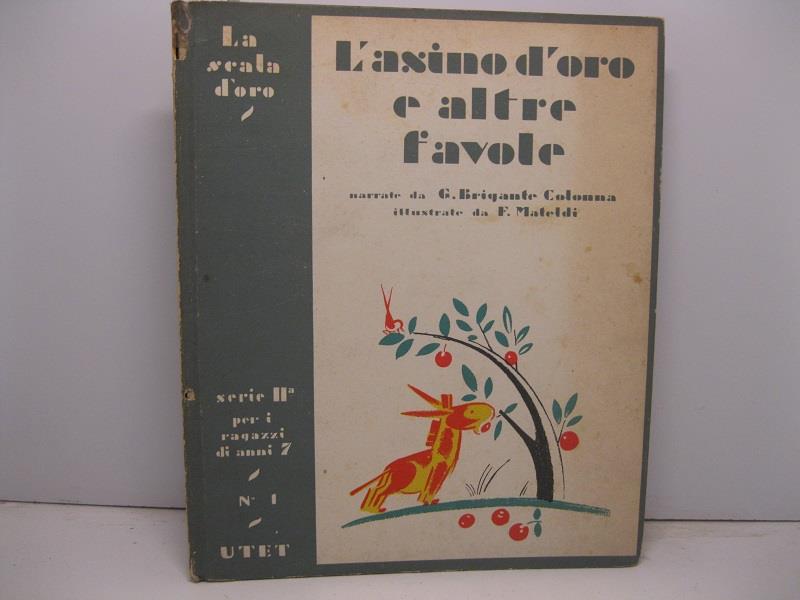 La
scala
d'oro
L'asino d'oro
e altre
favole
narrate da G. Brigante Colonna
illustrate da F. Mateldi
serie IIª
per i
ragazzi
di anni 7
N° 1
UTET